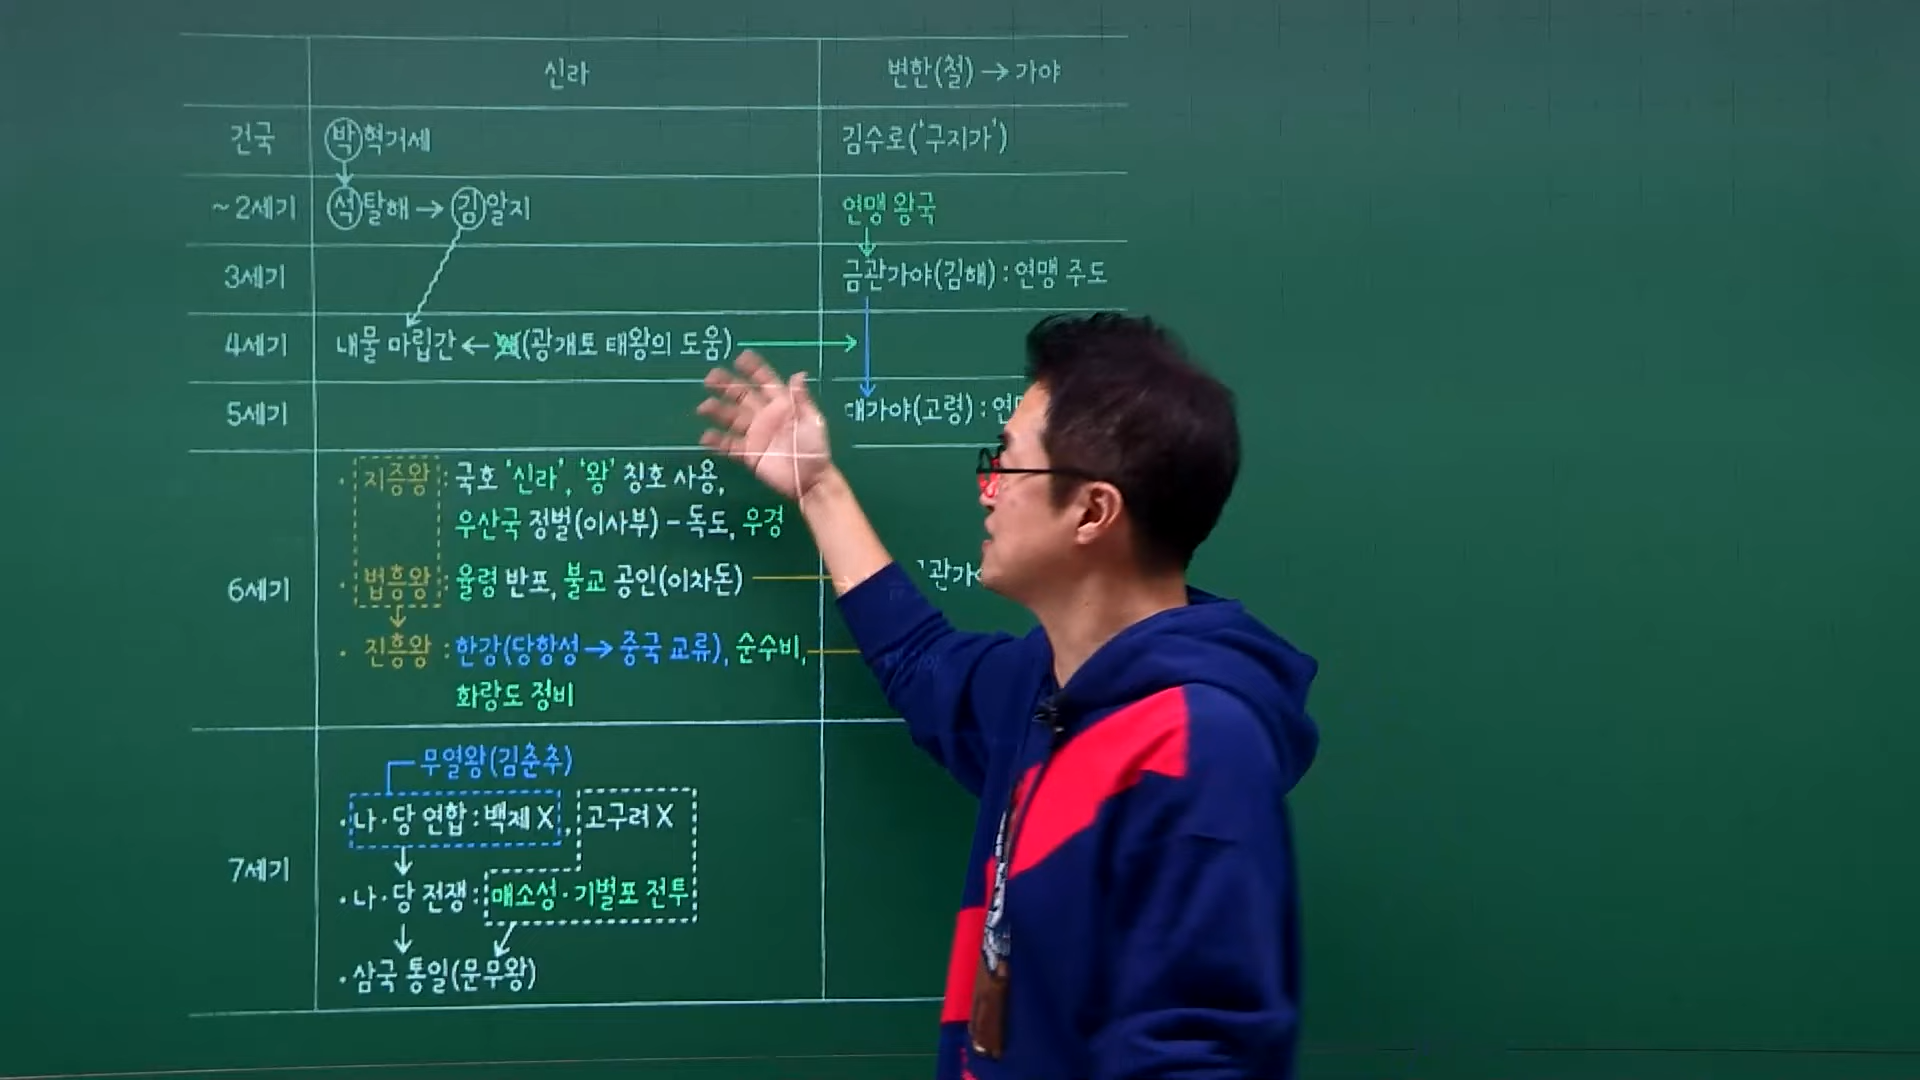 신라
변한(철) → 가야
건국
박혁거세
김수로('구지가')
~2세기
석탈해 → 김알지
연맹 왕국
3세기
금관가야(김해) : 연맹 주도
4세기
내물 마립간 ← (광개토 태왕의 도움)
5세기
대가야(고령) :
6세기
· 지증왕 : 국호 '신라', '왕' 칭호 사용,
우산국 정벌(이사부) - 독도, 우경
· 법흥왕 : 율령 반포, 불교 공인(이차돈)
· 진흥왕 : 한강(당항성 → 중국 교류), 순수비,
화랑도 정비
7세기
무열왕(김춘추)
· 나·당 연합 : 백제 X, 고구려 X
· 나·당 전쟁 : 매소성·기벌포 전투
· 삼국 통일(문무왕)